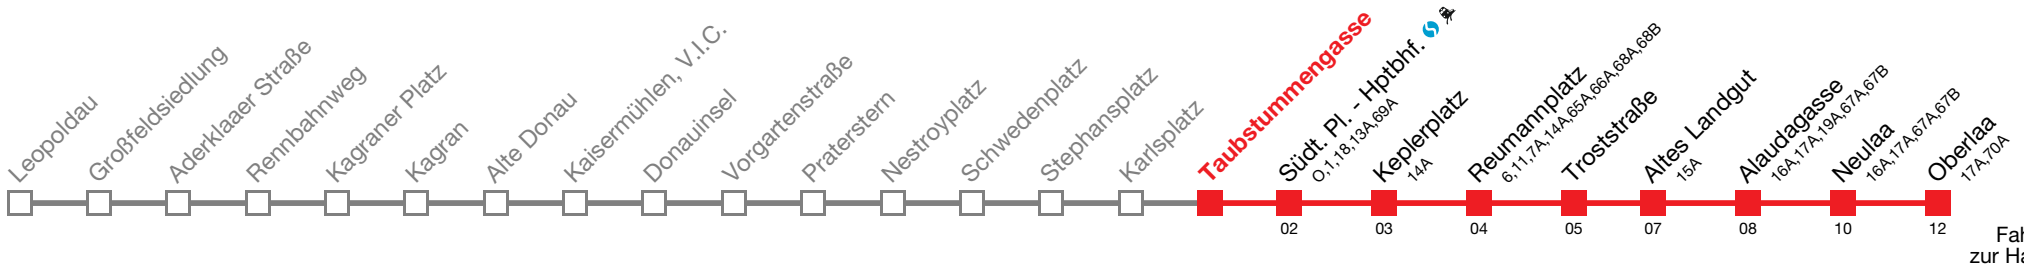 Leopoldau
Großfeldsiedlung
Aderklaaer Straße
Rennbahnweg
Kagraner Platz
Kagran
Alte Donau
Kaisermühlen, V.I.C.
Donauinsel
Vorgartenstraße
Praterstern
Nestroyplatz
Schwedenplatz
Stephansplatz
Karlsplatz
Taubstummengasse
Südt. Pl. - Hptbhf.
O,1,18,13A,69A
02
Keplerplatz
14A
03
Reumannplatz
6,11,7A,14A,65A,66A,68A,68B
04
Troststraße
05
Altes Landgut
15A
07
Alaudagasse
16A,17A,19A,67A,67B
08
Neulaa
16A,17A,67A,67B
10
Oberlaa
17A,70A
12
Fah
zur Ha